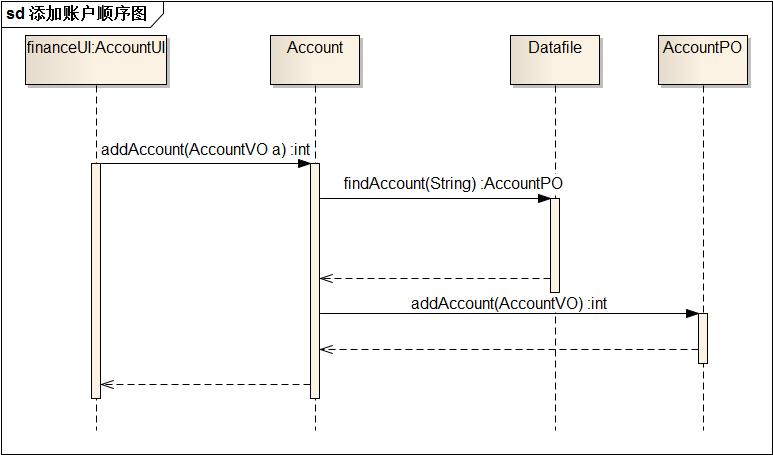 sd 添加账户顺序图
financeUI:AccountUI
Account
Datafile
AccountPO
addAccount(AccountVO a) :int
findAccount(String) :AccountPO
addAccount(AccountVO) :int